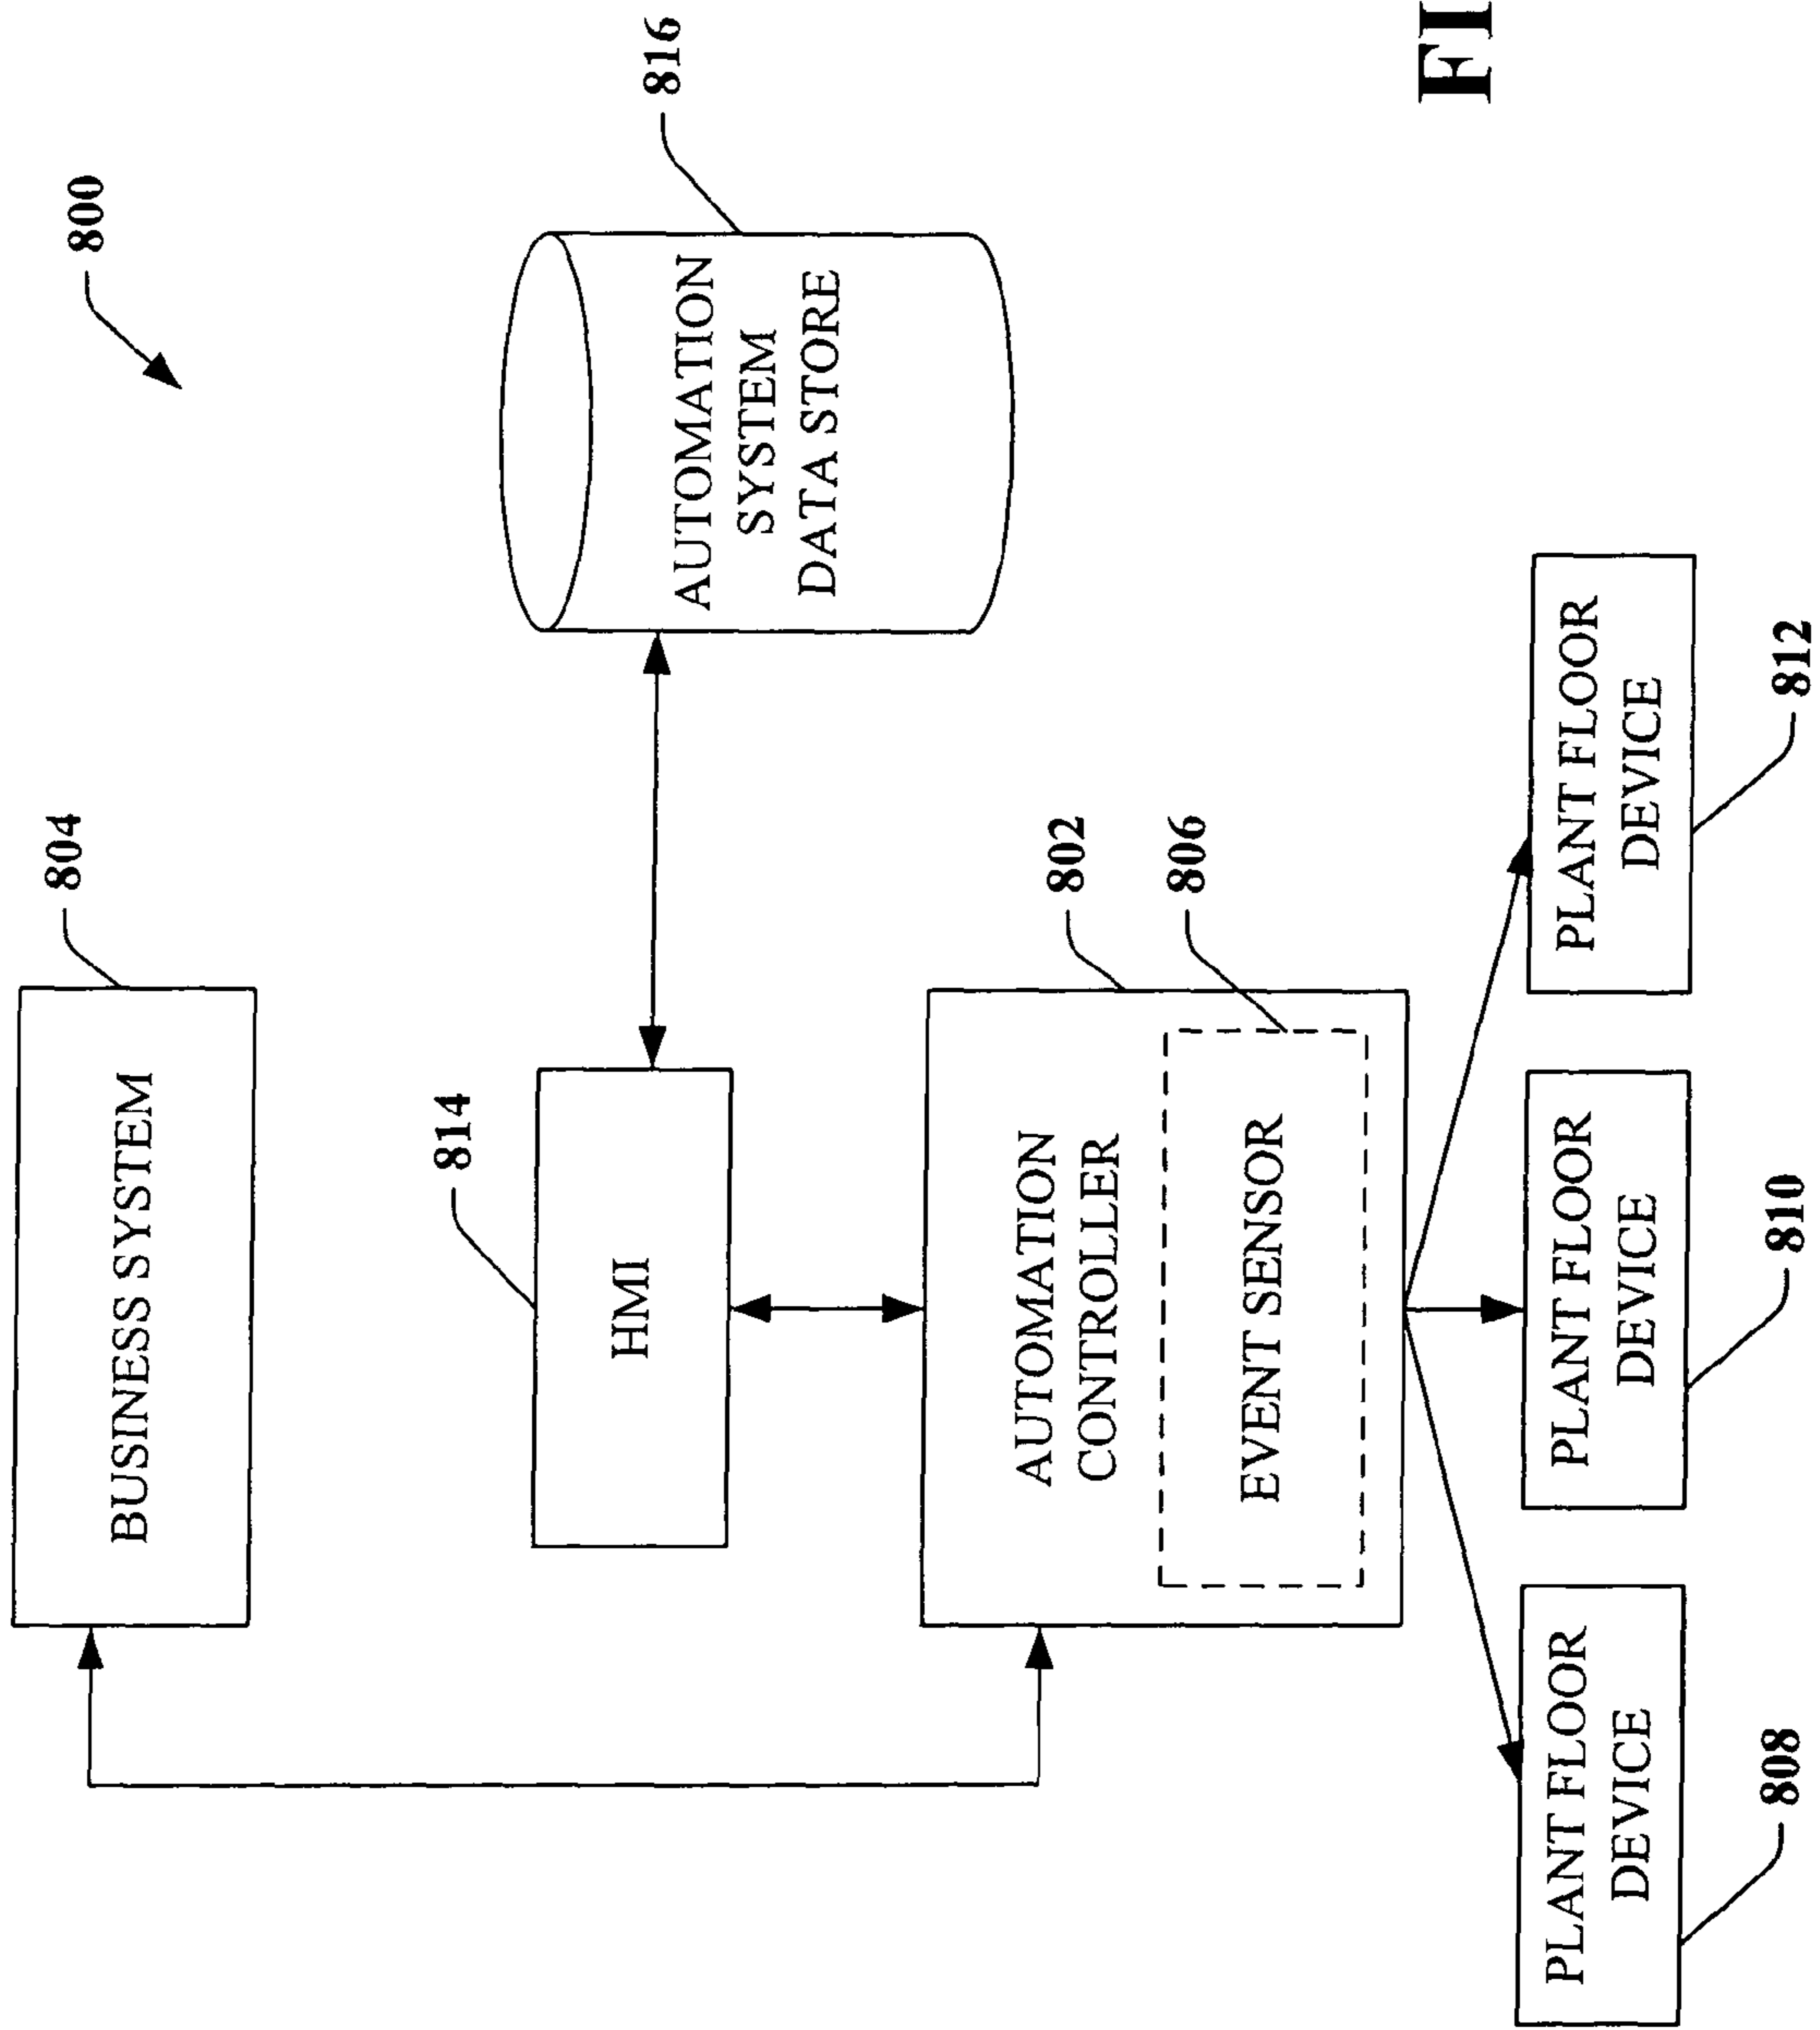 800
804
BUSINESS SYSTEM
814
HMI
816
AUTOMATION
SYSTEM
DATA STORE
802
AUTOMATION
CONTROLLER
806
EVENT SENSOR
PLANT FLOOR
DEVICE
808
PLANT FLOOR
DEVICE
810
PLANT FLOOR
DEVICE
812
FI